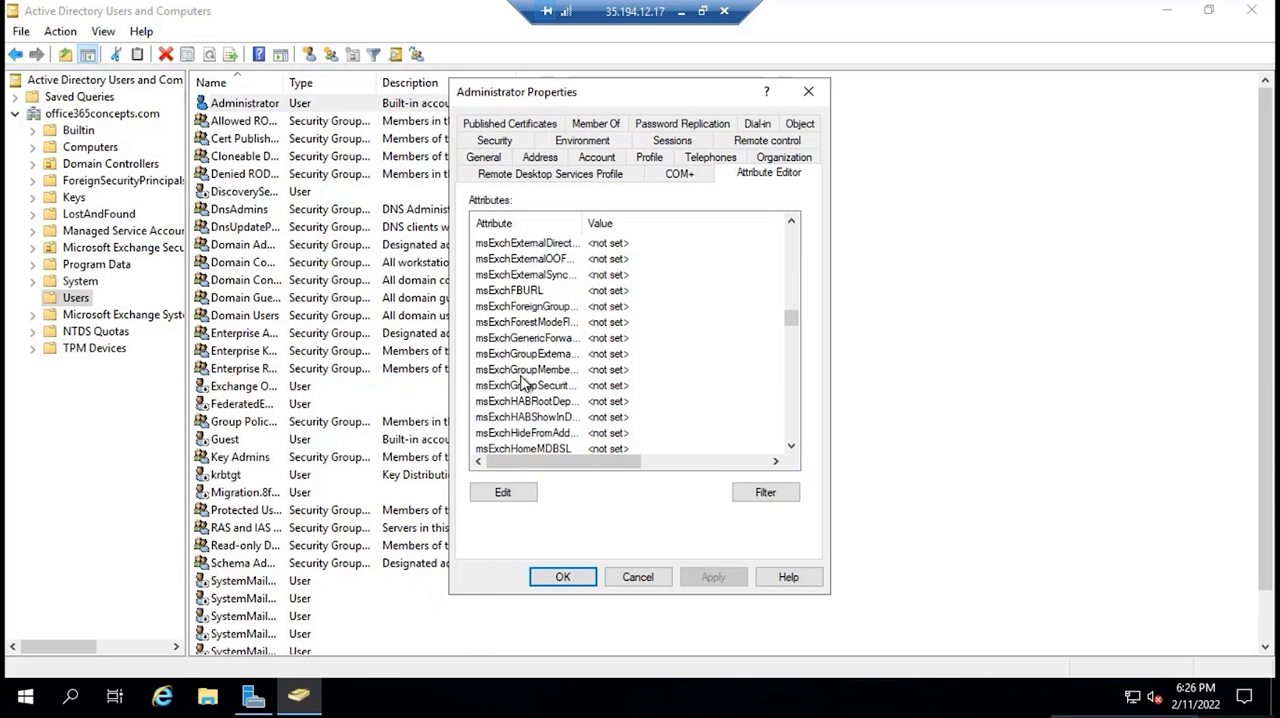 Active Directory Users and Computers
35.194.12.17
File Action View Help
Active Directory Users and Com
Saved Queries
office365concepts.com
Builtin
Computers
Domain Controllers
ForeignSecurityPrincipals
Keys
LostAndFound
Managed Service Accour
Microsoft Exchange Secu
Program Data
System
Users
Microsoft Exchange Syst
NTDS Quotas
TPM Devices
Name Type Description
Administrator User Built-in accou
Allowed RO... Security Group... Members in t
Cert Publish... Security Group... Members of t
Cloneable D... Security Group... Members of t
Denied ROD... Security Group... Members in t
DiscoverySe... User
DnsAdmins Security Group... DNS Adminis
DnsUpdateP... Security Group... DNS clients w
Domain Ad... Security Group... Designated ac
Domain Co... Security Group... All workstatio
Domain Con... Security Group... All domain co
Domain Gue... Security Group... All domain gu
Domain Users Security Group... All domain us
Enterprise A... Security Group... Designated ac
Enterprise K... Security Group... Members of t
Enterprise R... Security Group... Members of t
Exchange O... User
FederatedE... User
Group Polic... Security Group... Members in t
Guest User Built-in accou
Key Admins Security Group... Members of t
krbtgt User Key Distributi
Migration.8f... User
Protected Us... Security Group... Members of t
RAS and IAS ... Security Group... Servers in this
Read-only D... Security Group... Members of t
Schema Ad... Security Group... Designated ac
SystemMail... User
SystemMail... User
SystemMail... User
SystemMail... User
SystemMail... User
Administrator Properties ? 
Published Certificates Member Of Password Replication Dial-in Object
Security Environment Sessions Remote control
General Address Account Profile Telephones Organization
Remote Desktop Services Profile COM+ Attribute Editor
Attributes:
Attribute Value
msExchExternalDirect... <not set>
msExchExternalOOF... <not set>
msExchExternalSync... <not set>
msExchFBURL <not set>
msExchForeignGroup... <not set>
msExchForestModeFl... <not set>
msExchGenericForwa... <not set>
msExchGroupExterna... <not set>
msExchGroupMembe... <not set>
msExchGroupSecurit... <not set>
msExchHABRootDep... <not set>
msExchHABShowInD... <not set>
msExchHideFromAdd... <not set>
msExchHomeMDBSL <not set>
Edit Filter
OK Cancel Apply Help
6:26 PM
2/11/2022